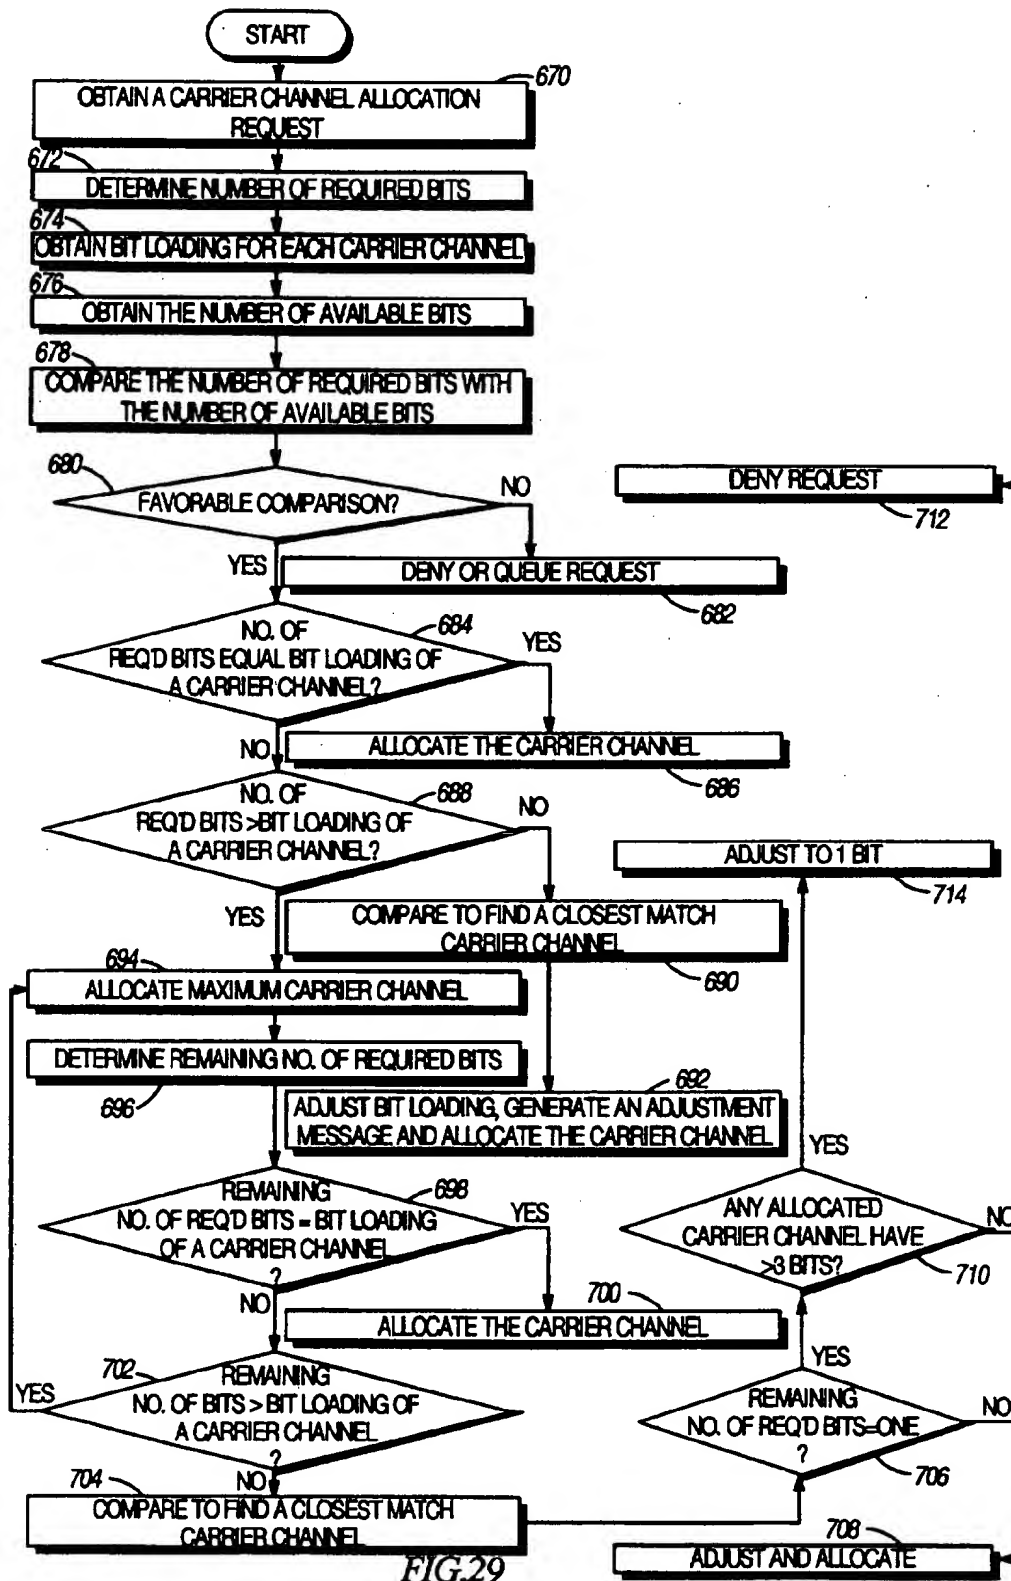 START
670
OBTAIN A CARRIER CHANNEL ALLOCATION
REQUEST
672
DETERMINE NUMBER OF REQUIRED BITS
674
OBTAIN BIT LOADING FOR EACH CARRIER CHANNEL
676
OBTAIN THE NUMBER OF AVAILABLE BITS
678
COMPARE THE NUMBER OF REQUIRED BITS WITH
THE NUMBER OF AVAILABLE BITS
680
FAVORABLE COMPARISON?
NO
YES
DENY OR QUEUE REQUEST
682
NO. OF
REQ'D BITS EQUAL BIT LOADING OF
A CARRIER CHANNEL?
684
YES
NO
ALLOCATE THE CARRIER CHANNEL
686
NO. OF
REQ'D BITS >BIT LOADING OF
A CARRIER CHANNEL?
688
NO
YES
COMPARE TO FIND A CLOSEST MATCH
CARRIER CHANNEL
690
694
ALLOCATE MAXIMUM CARRIER CHANNEL
DETERMINE REMAINING NO. OF REQUIRED BITS
696
692
ADJUST BIT LOADING, GENERATE AN ADJUSTMENT
MESSAGE AND ALLOCATE THE CARRIER CHANNEL
REMAINING
NO. OF REQ'D BITS = BIT LOADING
OF A CARRIER CHANNEL
?
698
YES
NO
700
ALLOCATE THE CARRIER CHANNEL
702
YES
REMAINING
NO. OF BITS > BIT LOADING OF
A CARRIER CHANNEL
?
NO
704
COMPARE TO FIND A CLOSEST MATCH
CARRIER CHANNEL
DENY REQUEST
712
ADJUST TO 1 BIT
714
YES
ANY ALLOCATED
CARRIER CHANNEL HAVE
>3 BITS?
NO
710
YES
REMAINING
NO. OF REQ'D BITS=ONE
?
NO
706
708
ADJUST AND ALLOCATE
FIG.29